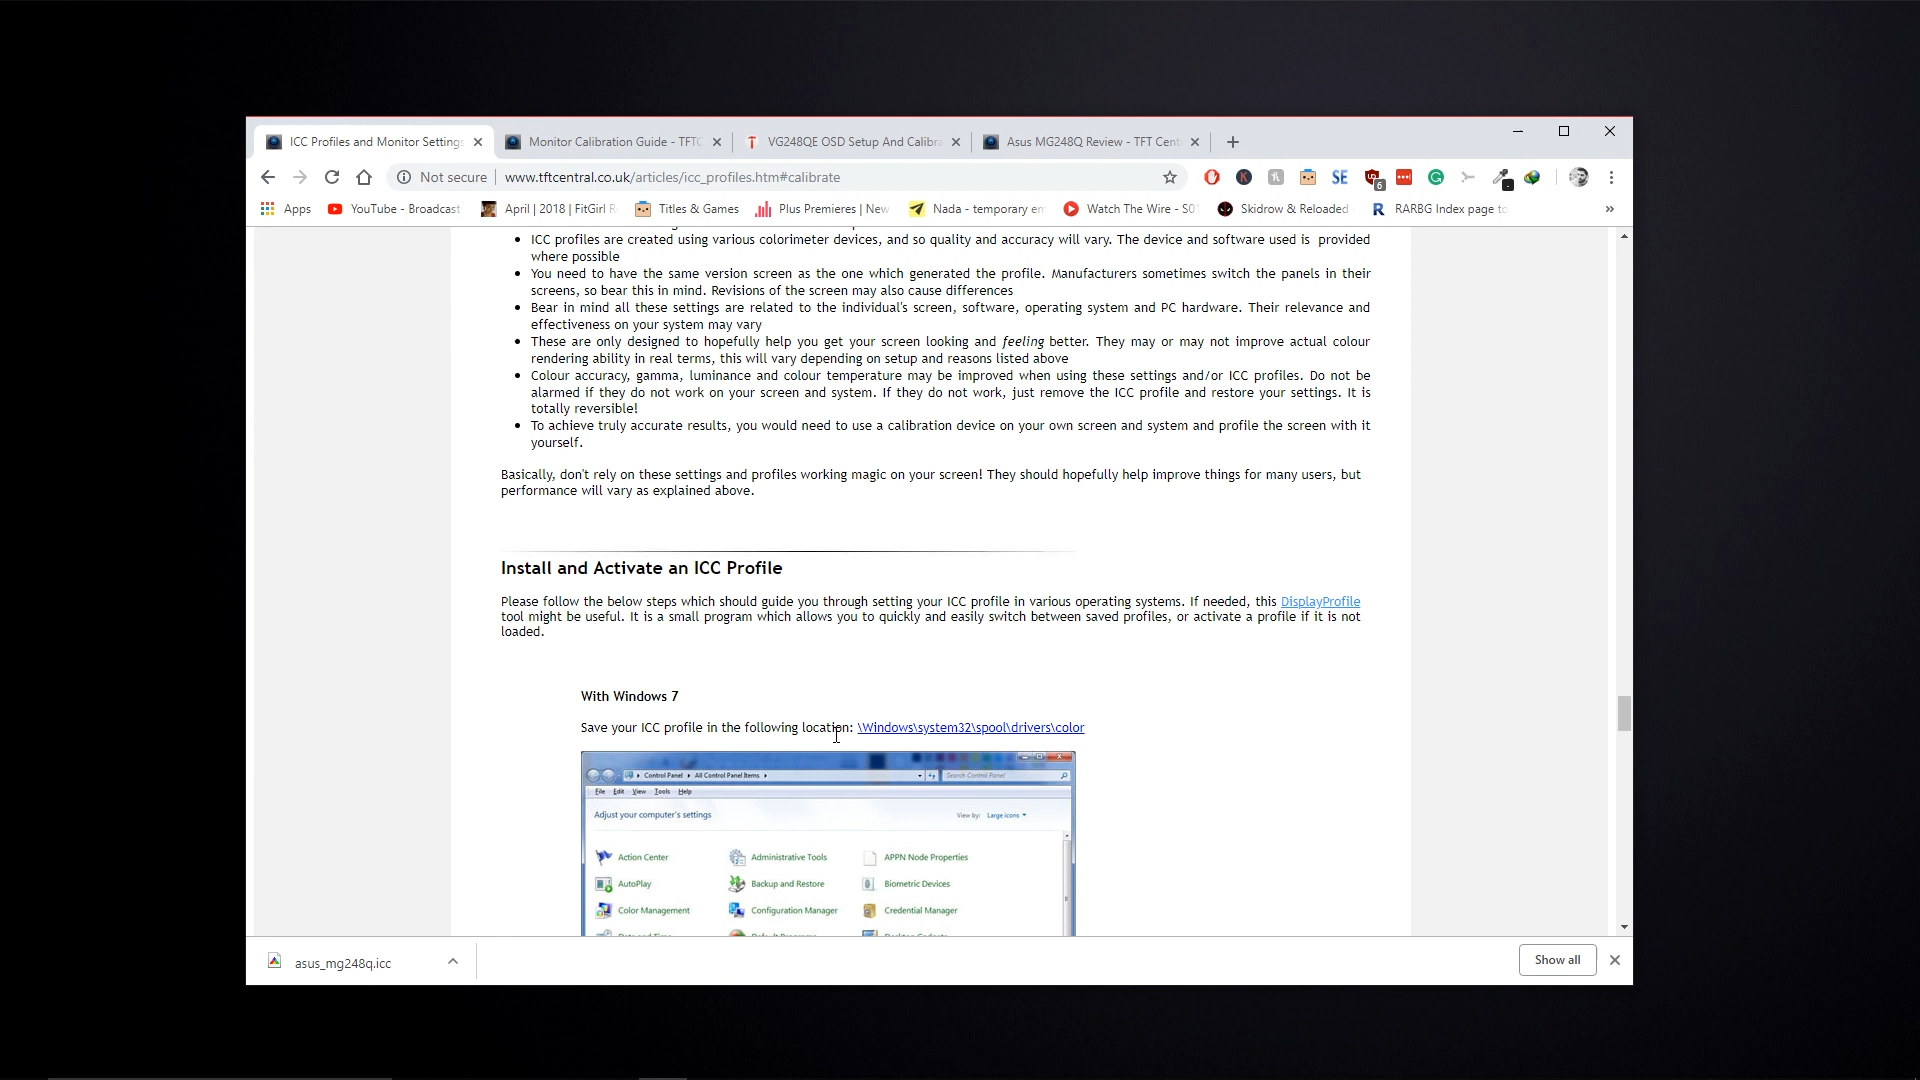 ICC Profiles and Monitor Settings
Monitor Calibration Guide - TFTC
VG248QE OSD Setup And Calibra
Asus MG248Q Review - TFT Cent
Not secure
www.tftcentral.co.uk/articles/icc_profiles.htm#calibrate
6
Apps
YouTube - Broadcast
April | 2018 | FitGirl R
Titles & Games
Plus Premieres | New
Nada - temporary em
Watch The Wire - S01
Skidrow & Reloaded
RARBG Index page to
ICC profiles are created using various colorimeter devices, and so quality and accuracy will vary. The device and software used is provided
where possible
You need to have the same version screen as the one which generated the profile. Manufacturers sometimes switch the panels in their
screens, so bear this in mind. Revisions of the screen may also cause differences
Bear in mind all these settings are related to the individual's screen, software, operating system and PC hardware. Their relevance and
effectiveness on your system may vary
These are only designed to hopefully help you get your screen looking and feeling better. They may or may not improve actual colour
rendering ability in real terms, this will vary depending on setup and reasons listed above
Colour accuracy, gamma, luminance and colour temperature may be improved when using these settings and/or ICC profiles. Do not be
alarmed if they do not work on your screen and system. If they do not work, just remove the ICC profile and restore your settings. It is
totally reversible!
To achieve truly accurate results, you would need to use a calibration device on your own screen and system and profile the screen with it
yourself.
Basically, don't rely on these settings and profiles working magic on your screen! They should hopefully help improve things for many users, but
performance will vary as explained above.
Install and Activate an ICC Profile
Please follow the below steps which should guide you through setting your ICC profile in various operating systems. If needed, this DisplayProfile
tool might be useful. It is a small program which allows you to quickly and easily switch between saved profiles, or activate a profile if it is not
loaded.
With Windows 7
Save your ICC profile in the following location: \Windows\system32\spool\drivers\color
Control Panel All Control Panel Items
Search Control Panel
File Edit View Tools Help
Adjust your computer's settings
View by: Large icons
Action Center
Administrative Tools
APPN Node Properties
AutoPlay
Backup and Restore
Biometric Devices
Color Management
Configuration Manager
Credential Manager
asus_mg248q.icc
Show all